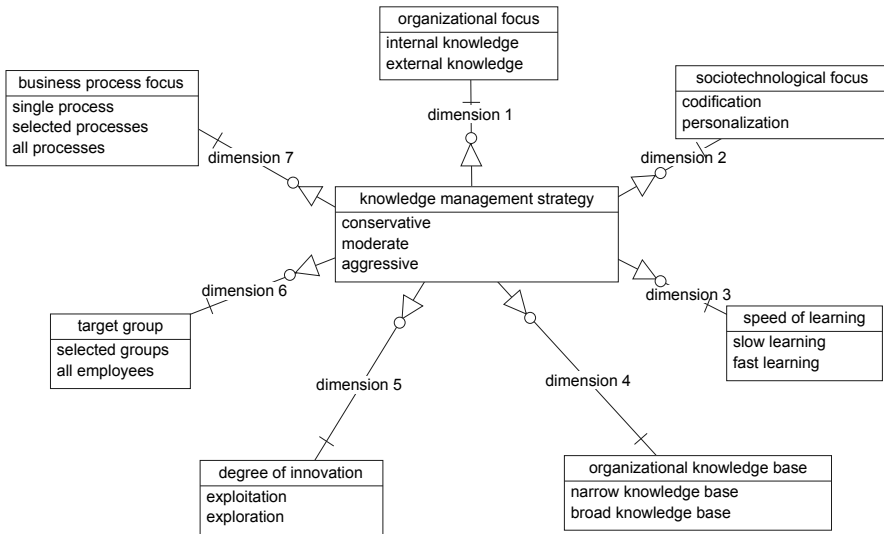 organizational focus
internal knowledge
external knowledge
business process focus
single process
selected processes
all processes
sociotechnological focus
codification
personalization
dimension 1
dimension 7
dimension 2
knowledge management strategy
conservative
moderate
aggressive
dimension 6
dimension 3
target group
selected groups
all employees
speed of learning
slow learning
fast learning
dimension 5
dimension 4
degree of innovation
exploitation
exploration
organizational knowledge base
narrow knowledge base
broad knowledge base